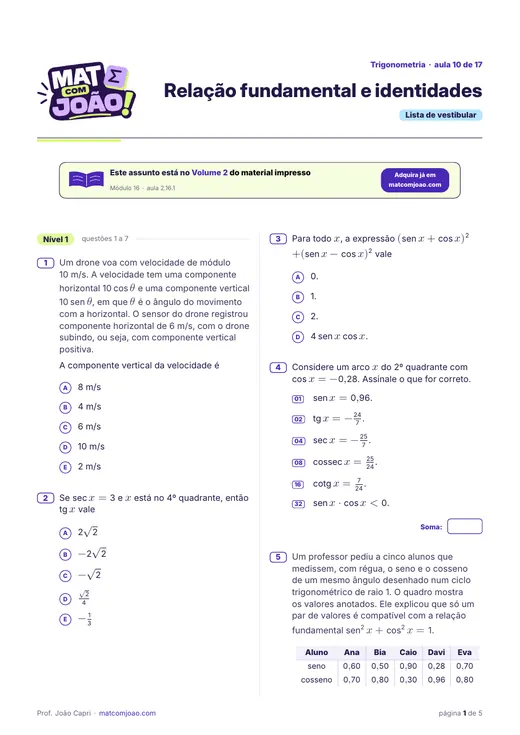 MAT
COM
JOÃO!
Σ
Trigonometria · aula 10 de 17
Relação fundamental e identidades
Lista de vestibular
Este assunto está no Volume 2 do material impresso
Módulo 16 · aula 2.16.1
Adquira já em
matcomjoao.com
Nível 1 questões 1 a 7
1 Um drone voa com velocidade de módulo
10 m/s. A velocidade tem uma componente
horizontal 10 cos θ e uma componente vertical
10 sen θ, em que θ é o ângulo do movimento
com a horizontal. O sensor do drone registrou
componente horizontal de 6 m/s, com o drone
subindo, ou seja, com componente vertical
positiva.
A componente vertical da velocidade é
A 8 m/s
B 4 m/s
C 6 m/s
D 10 m/s
E 2 m/s
2 Se sec x = 3 e x está no 4º quadrante, então
tg x vale
A 2√2
B −2√2
C −√2
D √2/4
E −1/3
3 Para todo x, a expressão (sen x + cos x)²
+(sen x − cos x)² vale
A 0.
B 1.
C 2.
D 4 sen x cos x.
4 Considere um arco x do 2º quadrante com
cos x = −0,28. Assinale o que for correto.
01 sen x = 0,96.
02 tg x = −24/7.
04 sec x = −25/7.
08 cossec x = 25/24.
16 cotg x = 7/24.
32 sen x · cos x < 0.
Soma:
5 Um professor pediu a cinco alunos que
medissem, com régua, o seno e o cosseno
de um mesmo ângulo desenhado num ciclo
trigonométrico de raio 1. O quadro mostra
os valores anotados. Ele explicou que só um
par de valores é compatível com a relação
fundamental sen² x + cos² x = 1.
Aluno Ana Bia Caio Davi Eva
seno 0,60 0,50 0,90 0,28 0,70
cosseno 0,70 0,80 0,30 0,96 0,80
Prof. João Capri · matcomjoao.com
página 1 de 5